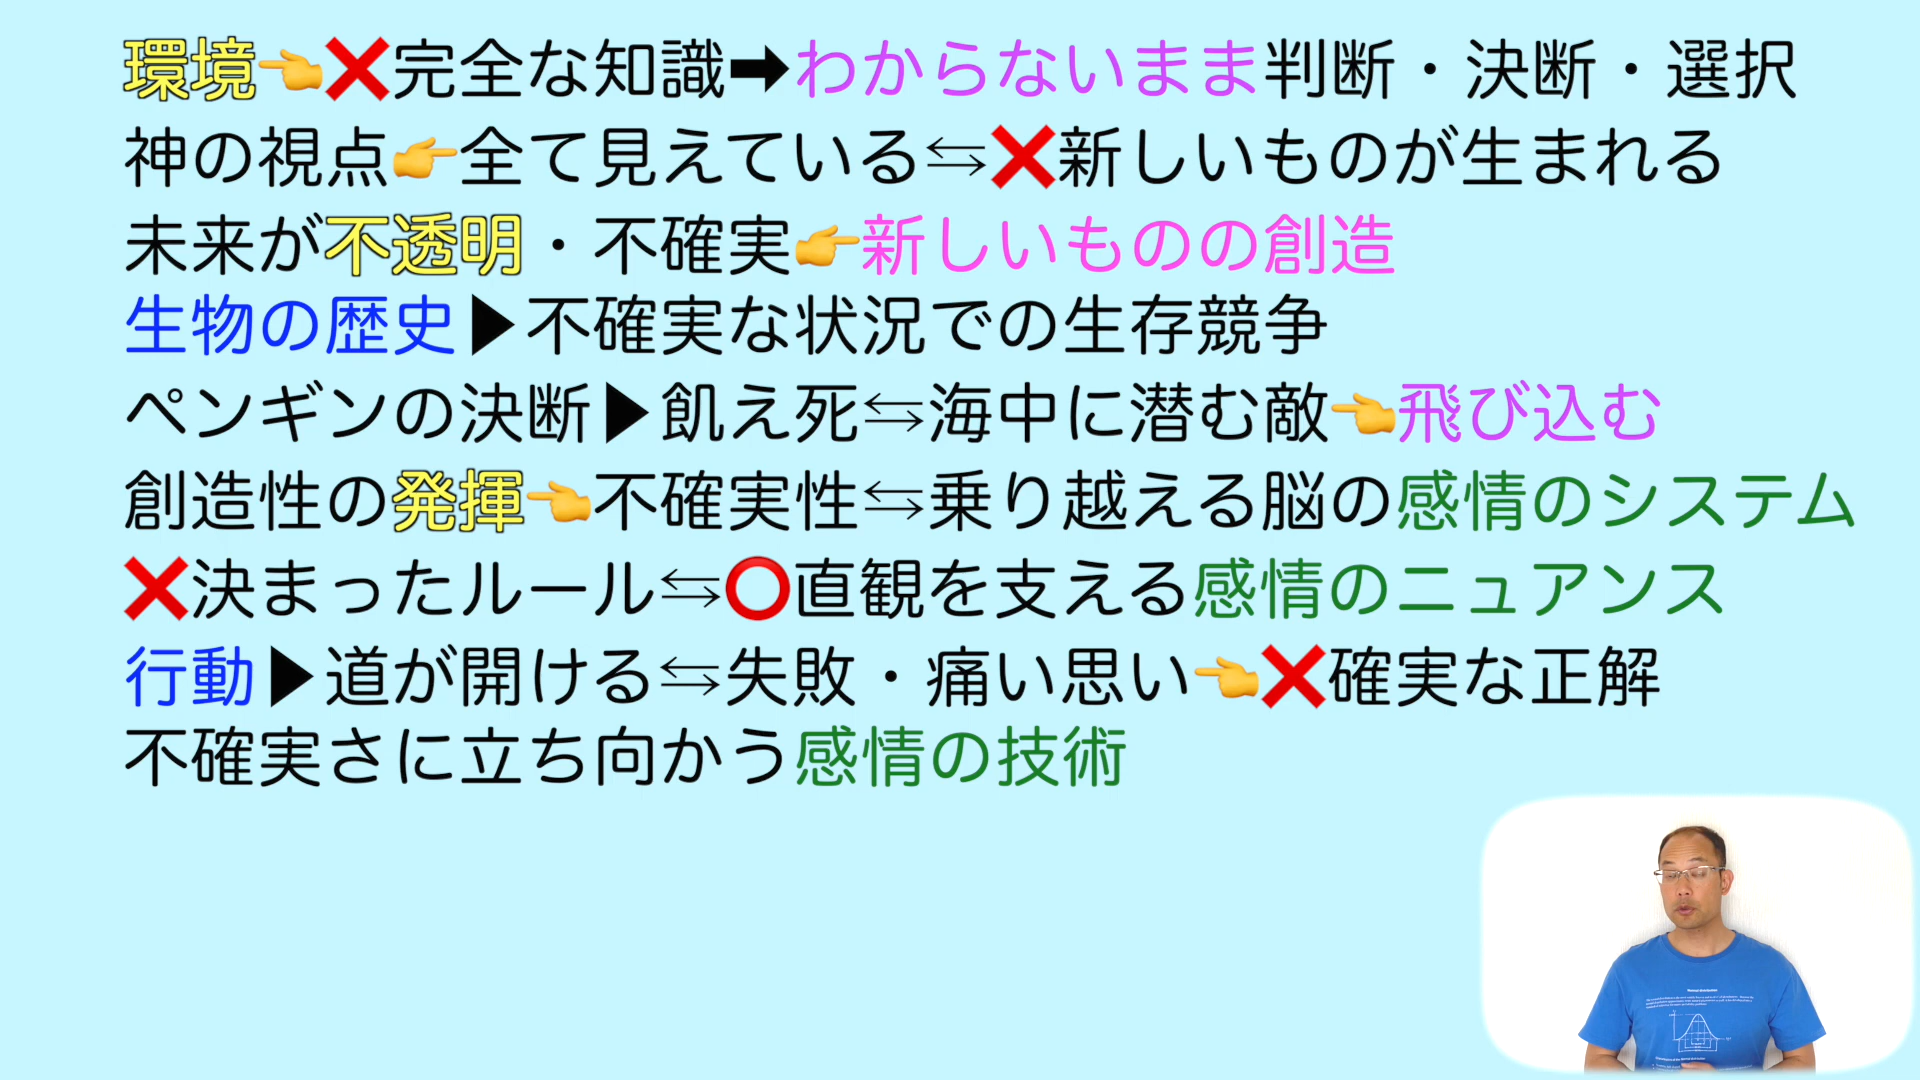 環境👈❌完全な知識➡わからないまま判断・決断・選択
神の視点👉全て見えている⇆❌新しいものが生まれる
未来が不透明・不確実👉新しいものの創造
生物の歴史▶不確実な状況での生存競争
ペンギンの決断▶飢え死⇆海中に潜む敵👈飛び込む
創造性の発揮👈不確実性⇆乗り越える脳の感情のシステム
❌決まったルール⇆⭕直観を支える感情のニュアンス
行動▶道が開ける⇆失敗・痛い思い👈❌確実な正解
不確実さに立ち向かう感情の技術